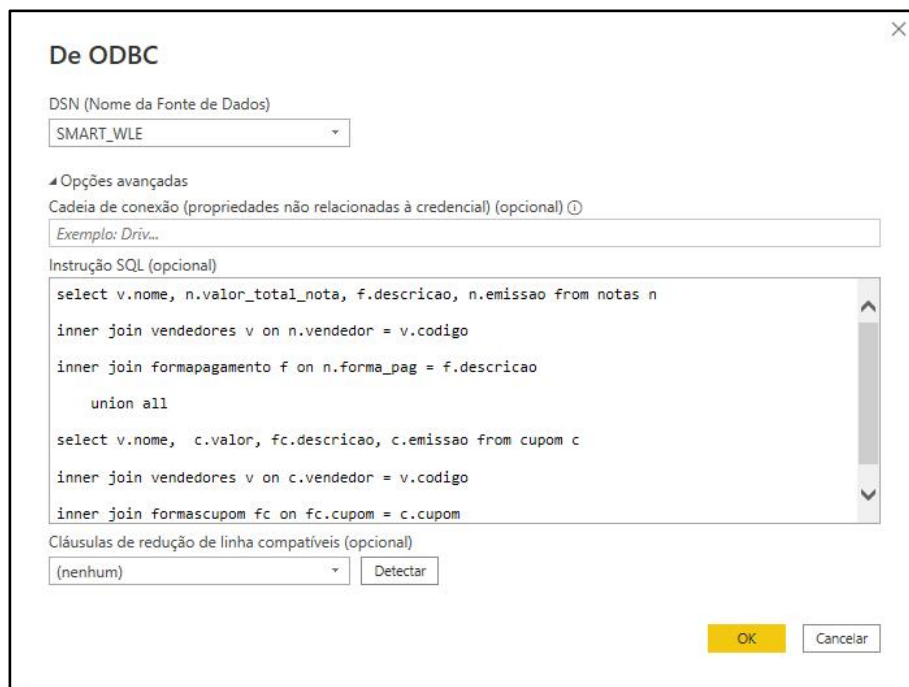 De ODBC
DSN (Nome da Fonte de Dados)
SMART_WLE
Opções avançadas
Cadeia de conexão (propriedades não relacionadas à credencial) (opcional)
Exemplo: Driv...
Instrução SQL (opcional)
select v.nome, n.valor_total_nota, f.descricao, n.emissao from notas n
inner join vendedores v on n.vendedor = v.codigo
inner join formapagamento f on n.forma_pag = f.descricao
union all
select v.nome,  c.valor, fc.descricao, c.emissao from cupom c
inner join vendedores v on c.vendedor = v.codigo
inner join formascupom fc on fc.cupom = c.cupom
Cláusulas de redução de linha compatíveis (opcional)
(nenhum) Detectar
OK Cancelar